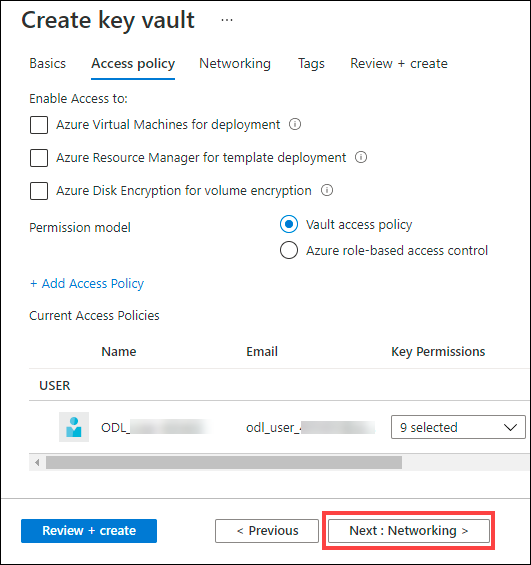 Create key vault ...
Basics Access policy Networking Tags Review + create
Enable Access to:
Azure Virtual Machines for deployment
Azure Resource Manager for template deployment
Azure Disk Encryption for volume encryption
Permission model
Vault access policy
Azure role-based access control
+ Add Access Policy
Current Access Policies
Name Email Key Permissions
USER
ODL_ odl_user_ 9 selected
Review + create < Previous Next : Networking >